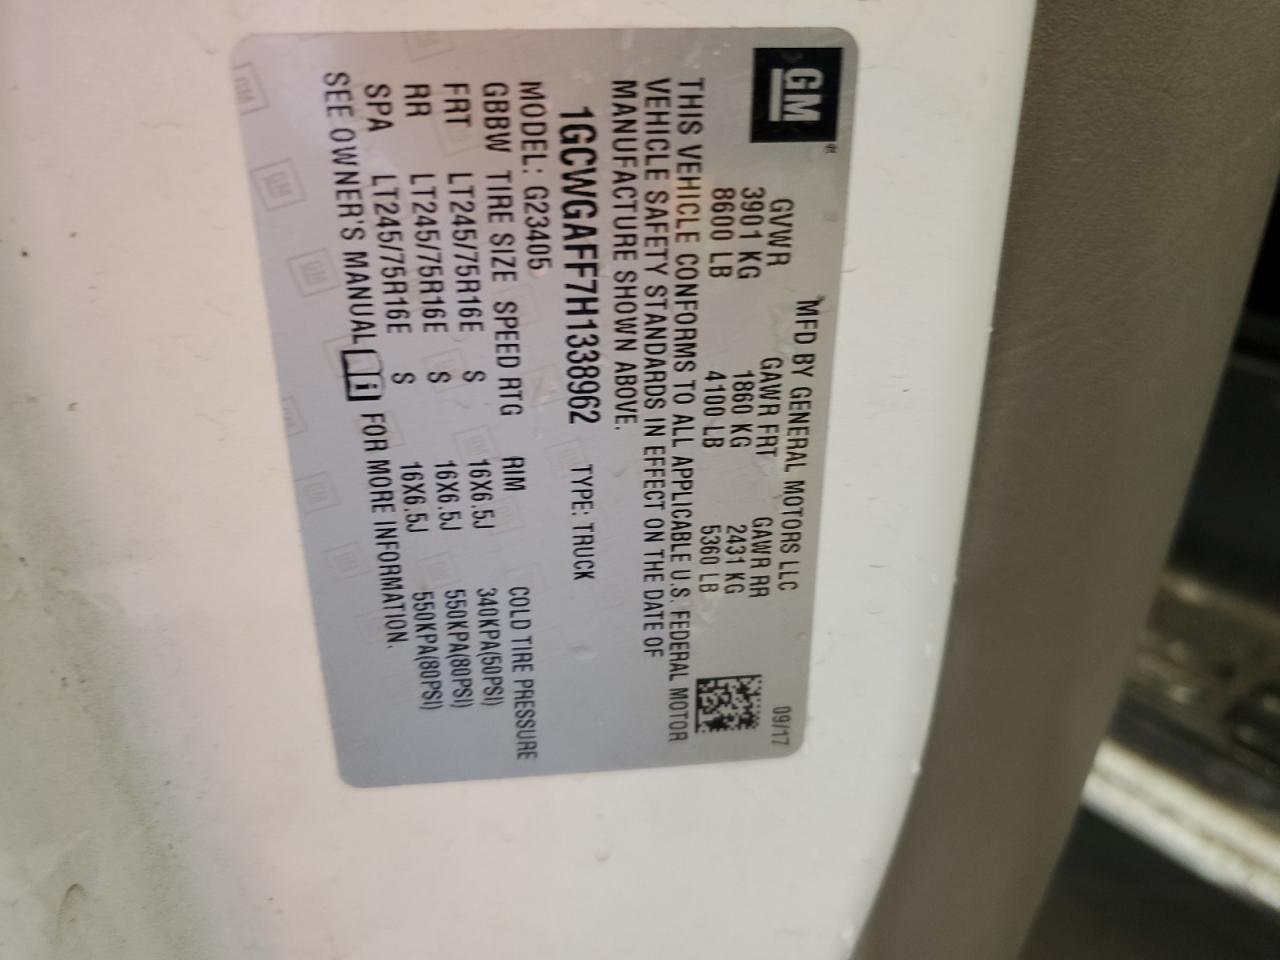 GM
MFD BY GENERAL MOTORS LLC 09/17
GVWR GAWR FRT GAWR RR
3901 KG 1860 KG 2431 KG
8600 LB 4100 LB 5360 LB
THIS VEHICLE CONFORMS TO ALL APPLICABLE U.S. FEDERAL MOTOR
VEHICLE SAFETY STANDARDS IN EFFECT ON THE DATE OF
MANUFACTURE SHOWN ABOVE.
1GCWGAFF7H1338962 TYPE: TRUCK
MODEL: G23405
GBBW TIRE SIZE SPEED RTG RIM COLD TIRE PRESSURE
FRT LT245/75R16E S 16X6.5J 340KPA(50PSI)
RR LT245/75R16E S 16X6.5J 550KPA(80PSI)
SPA LT245/75R16E S 16X6.5J 550KPA(80PSI)
SEE OWNER'S MANUAL i FOR MORE INFORMATION.